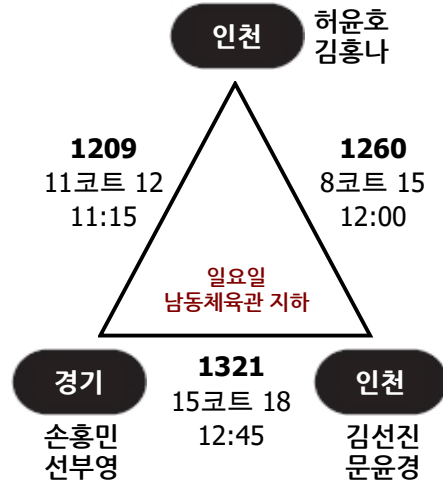 인천
허윤호
김홍나
1209
11코트 12
11:15
1260
8코트 15
12:00
일요일
남동체육관 지하
경기
손홍민
선부영
1321
15코트 18
12:45
인천
김선진
문윤경